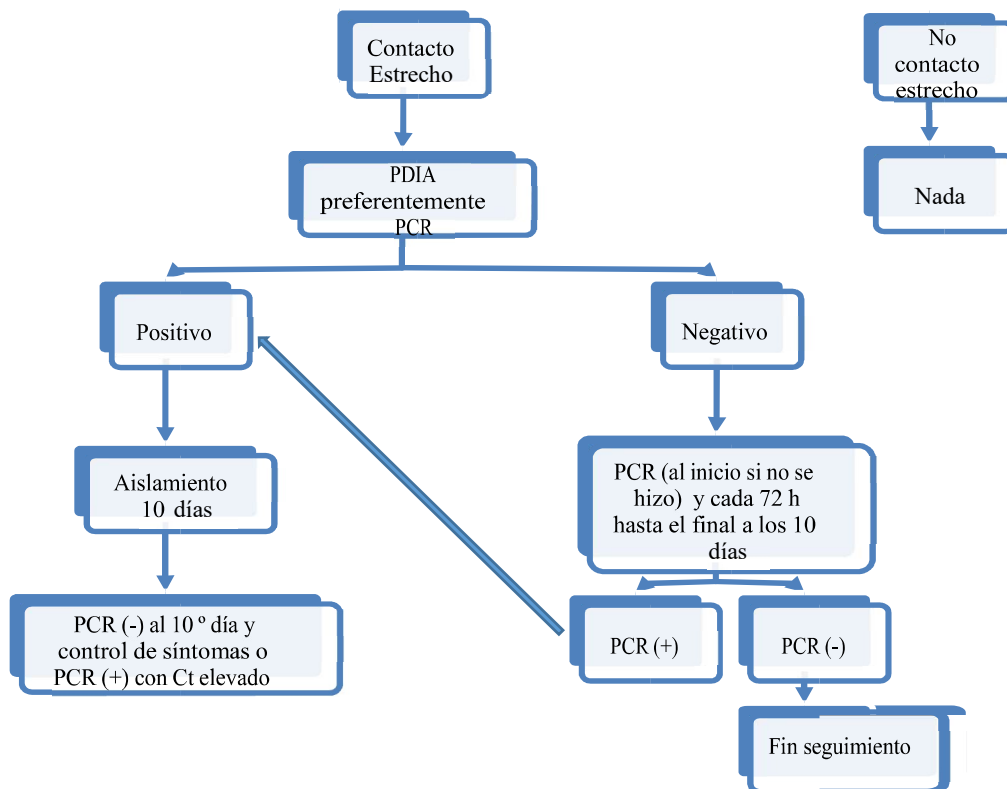 Contacto
Estrecho
No
contacto
estrecho
PDIA
preferentemente
PCR
Nada
Positivo
Negativo
Aislamiento
10 días
PCR (al inicio si no se
hizo) y cada 72 h
hasta el final a los 10
días
PCR (-) al 10 º día y
control de síntomas o
PCR (+) con Ct elevado
PCR (+)
PCR (-)
Fin seguimiento